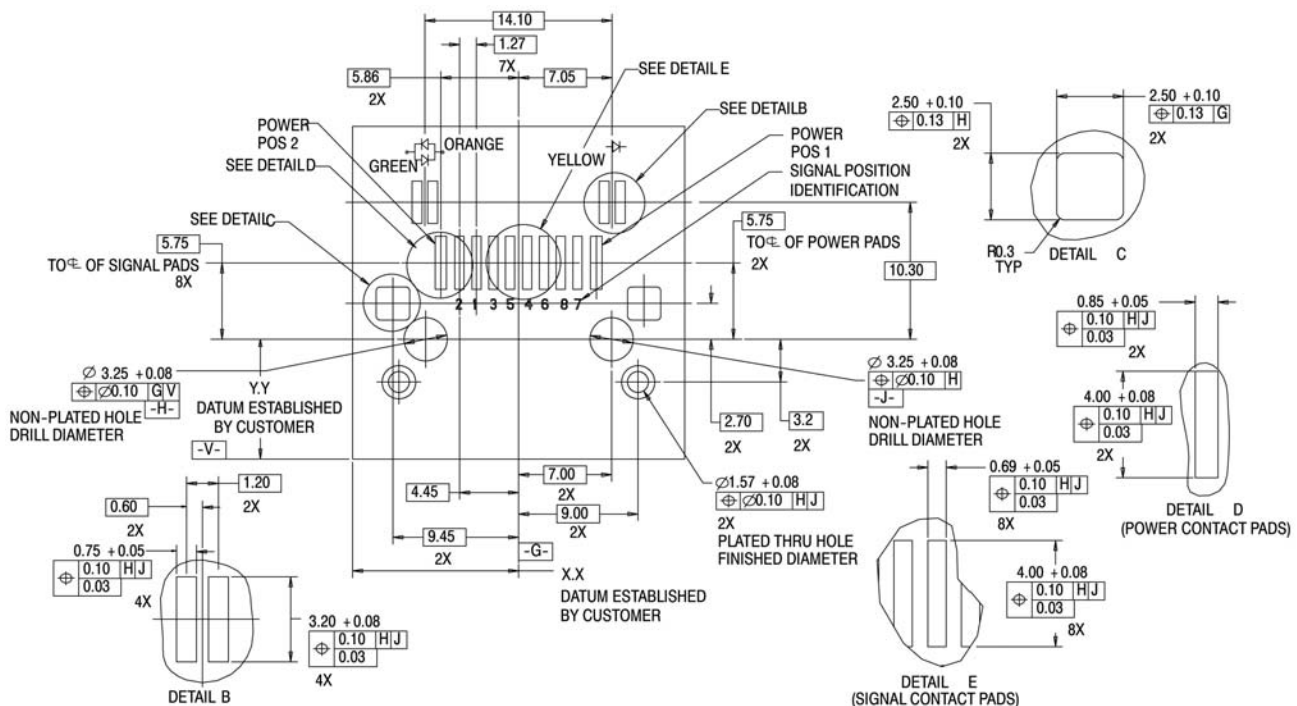 14.10
1.27
7X
5.86
2X
7.05
SEE DETAIL E
SEE DETAILB
POWER
POS 2
SEE DETAILD
ORANGE
GREEN
YELLOW
POWER
POS 1
SIGNAL POSITION
IDENTIFICATION
SEE DETAILC
5.75
TO ℄ OF SIGNAL PADS
8X
5.75
TO ℄ OF POWER PADS
2X
10.30
2 1 3 5 4 6 8 7
2.50 +0.10
⌖ 0.13 H
2X
2.50 +0.10
⌖ 0.13 G
2X
R0.3
TYP
DETAIL C
Ø 3.25 +0.08
⌖ Ø0.10 G V
-H-
NON-PLATED HOLE
DRILL DIAMETER
Y.Y
DATUM ESTABLISHED
BY CUSTOMER
-V-
Ø 3.25 +0.08
⌖ Ø0.10 H
-J-
NON-PLATED HOLE
DRILL DIAMETER
2.70
2X
3.2
2X
7.00
2X
4.45
9.00
2X
9.45
2X
-G-
X.X
DATUM ESTABLISHED
BY CUSTOMER
Ø1.57 +0.08
⌖ Ø0.10 H J
2X
PLATED THRU HOLE
FINISHED DIAMETER
0.85 +0.05
⌖ 0.10 H J
0.03
2X
4.00 +0.08
⌖ 0.10 H J
0.03
2X
DETAIL D
(POWER CONTACT PADS)
1.20
2X
0.60
2X
0.75 +0.05
⌖ 0.10 H J
0.03
4X
3.20 +0.08
⌖ 0.10 H J
0.03
4X
DETAIL B
0.69 +0.05
⌖ 0.10 H J
0.03
8X
4.00 +0.08
⌖ 0.10 H J
0.03
8X
DETAIL E
(SIGNAL CONTACT PADS)